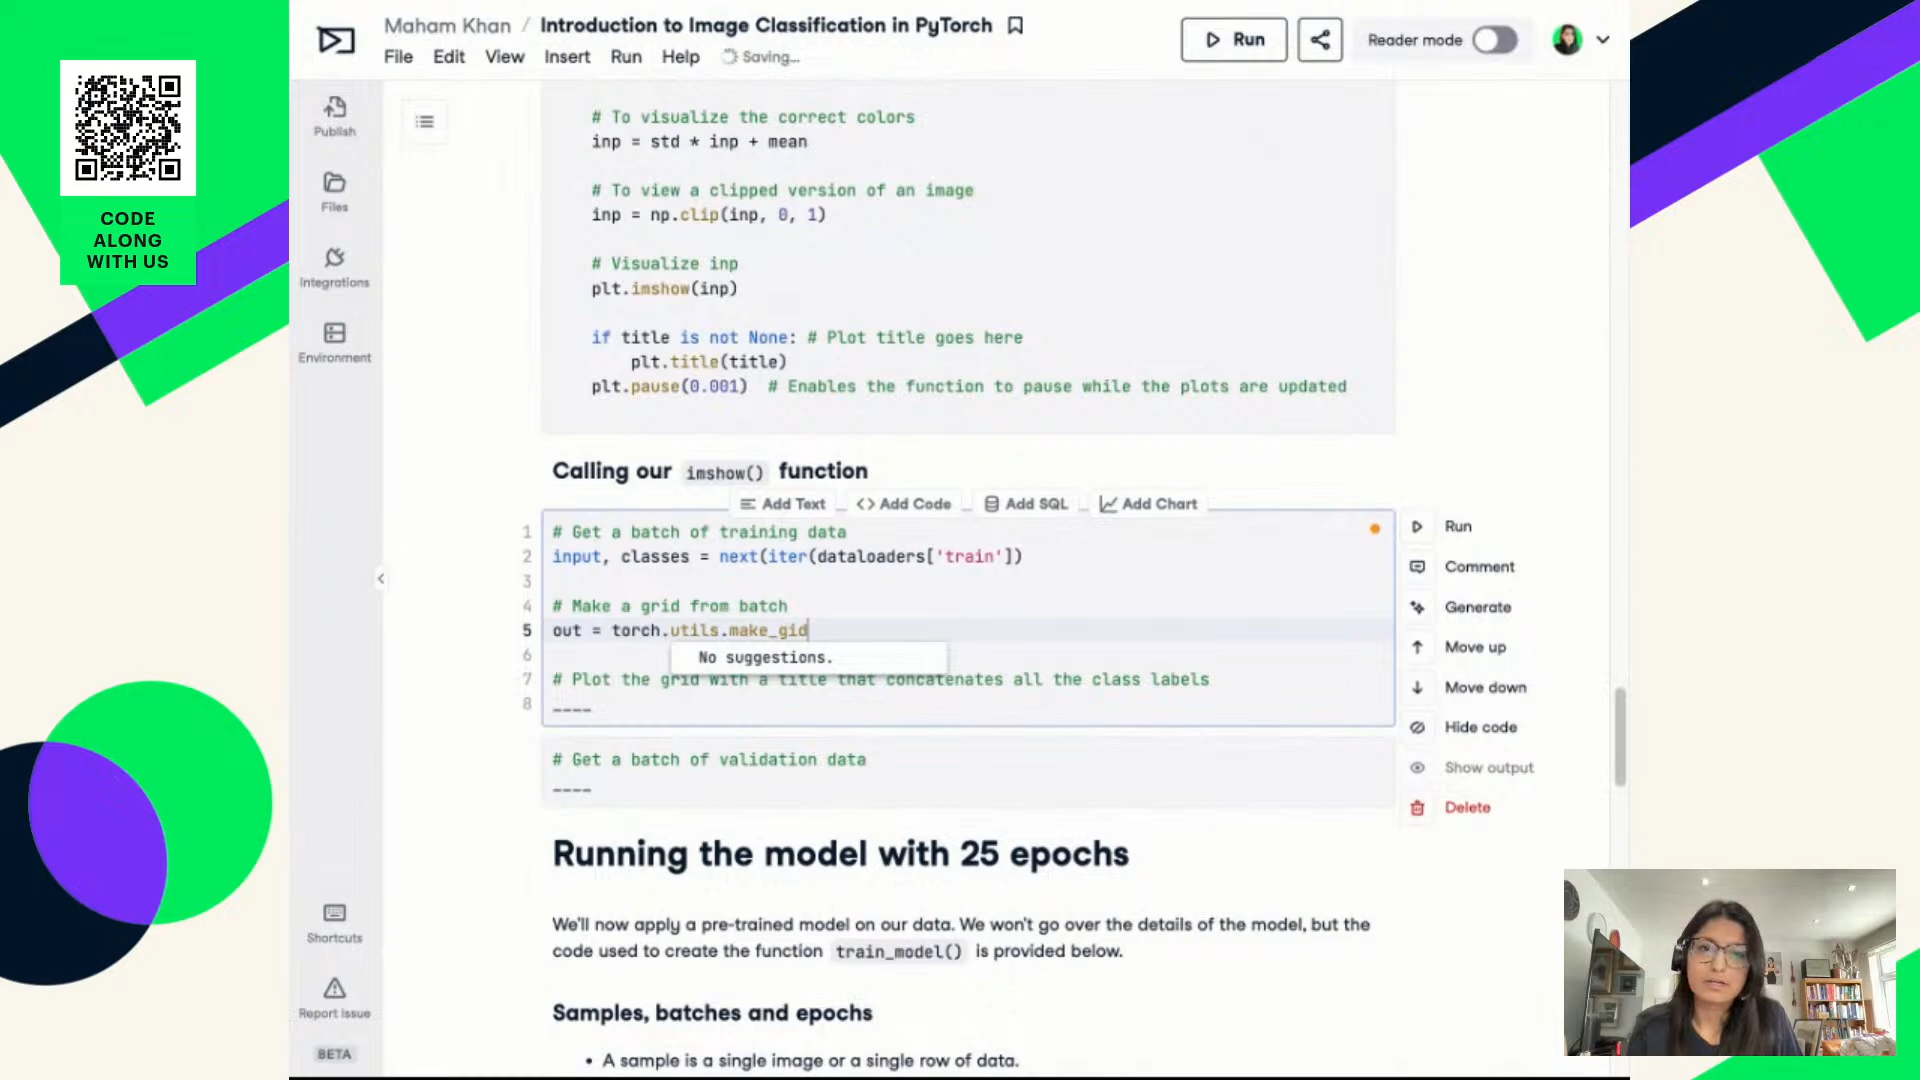 CODE
ALONG
WITH US
Maham Khan / Introduction to Image Classification in PyTorch
File Edit View Insert Run Help Saving...
Run
Reader mode
Publish
Files
Integrations
Environment
Shortcuts
Report Issue
BETA
# To visualize the correct colors
inp = std * inp + mean
# To view a clipped version of an image
inp = np.clip(inp, 0, 1)
# Visualize inp
plt.imshow(inp)
if title is not None: # Plot title goes here
plt.title(title)
plt.pause(0.001) # Enables the function to pause while the plots are updated
Calling our imshow() function
Add Text Add Code Add SQL Add Chart
1 # Get a batch of training data
2 input, classes = next(iter(dataloaders['train'])
3
4 # Make a grid from batch
5 out = torch.utils.make_gid
6 No suggestions.
7 # Plot the grid with a title that concatenates all the class labels
8 ----
Run
Comment
Generate
Move up
Move down
Hide code
Show output
Delete
# Get a batch of validation data
----
Running the model with 25 epochs
We'll now apply a pre-trained model on our data. We won't go over the details of the model, but the
code used to create the function train_model() is provided below.
Samples, batches and epochs
• A sample is a single image or a single row of data.